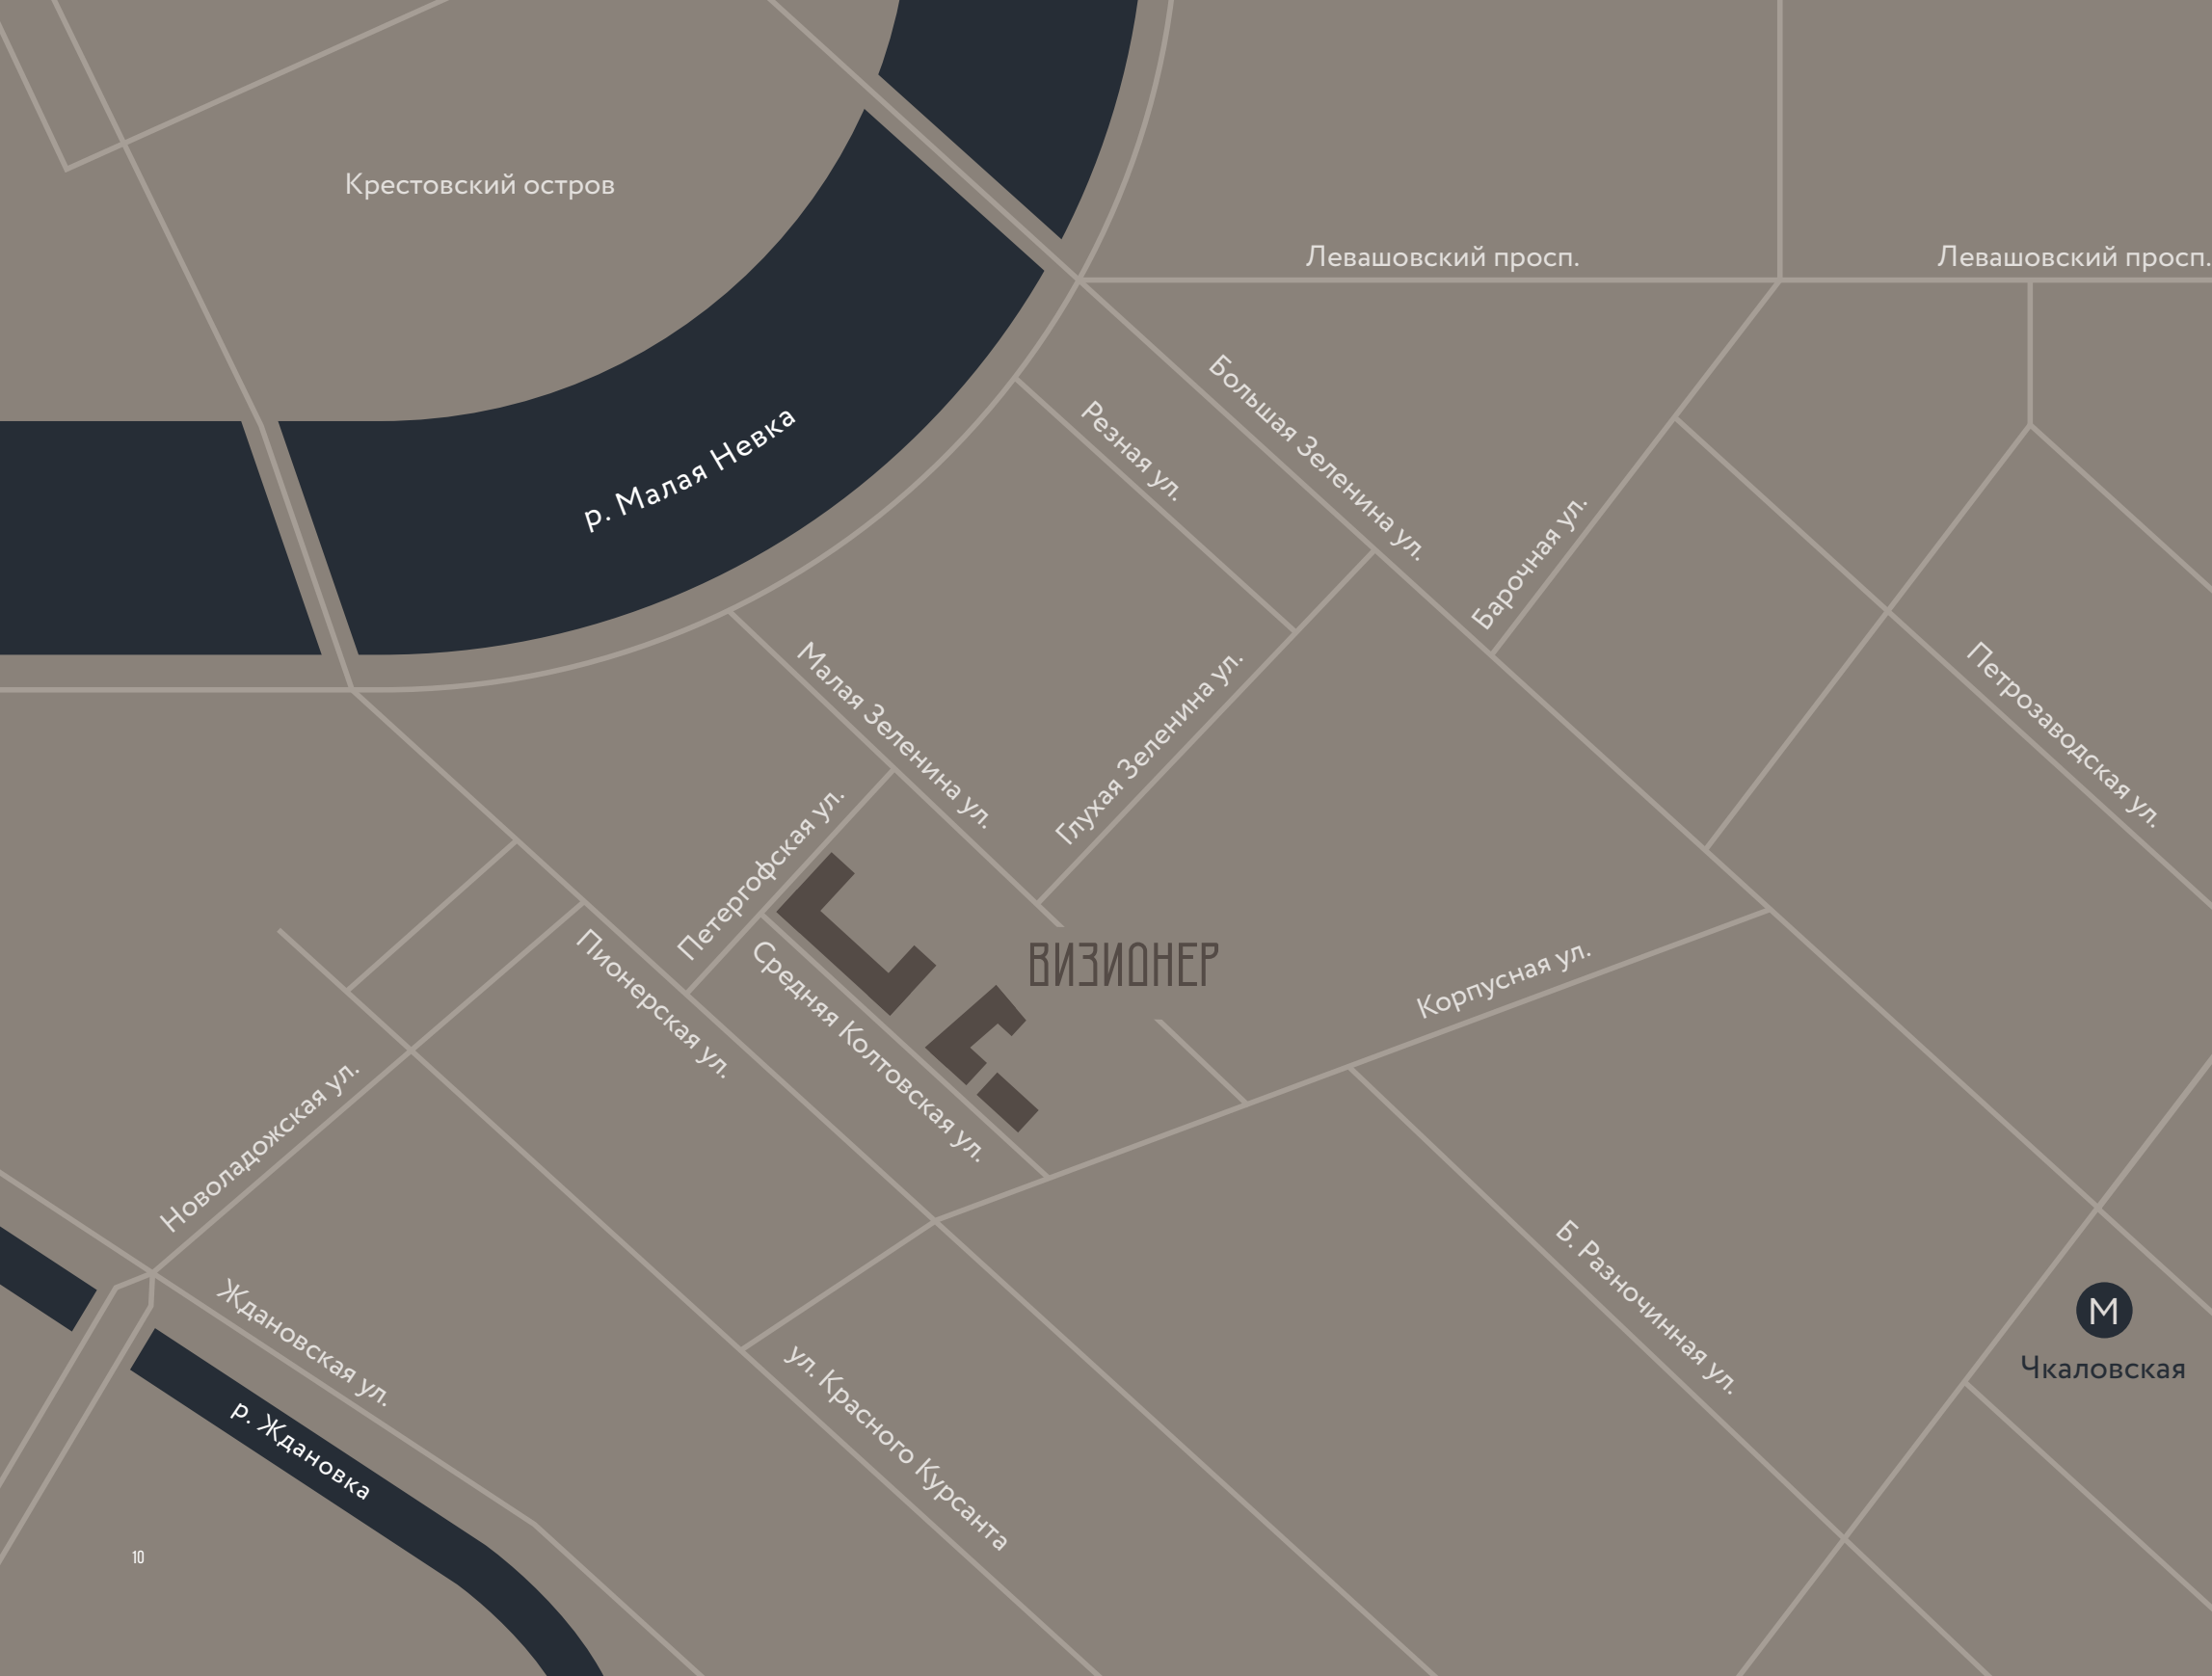 Крестовский остров
Левашовский просп.
Левашовский просп.
р. Малая Невка
Большая Зеленина ул.
Резная ул.
Барочная ул.
Петрозаводская ул.
Малая Зеленина ул.
Глухая Зеленина ул.
Петергофская ул.
ВИЗИОНЕР
Пионерская ул.
Средняя Колтовская ул.
Корпусная ул.
Новоладожская ул.
Б. Разночинная ул.
М
Чкаловская
Ждановская ул.
р. Ждановка
ул. Красного Курсанта
10